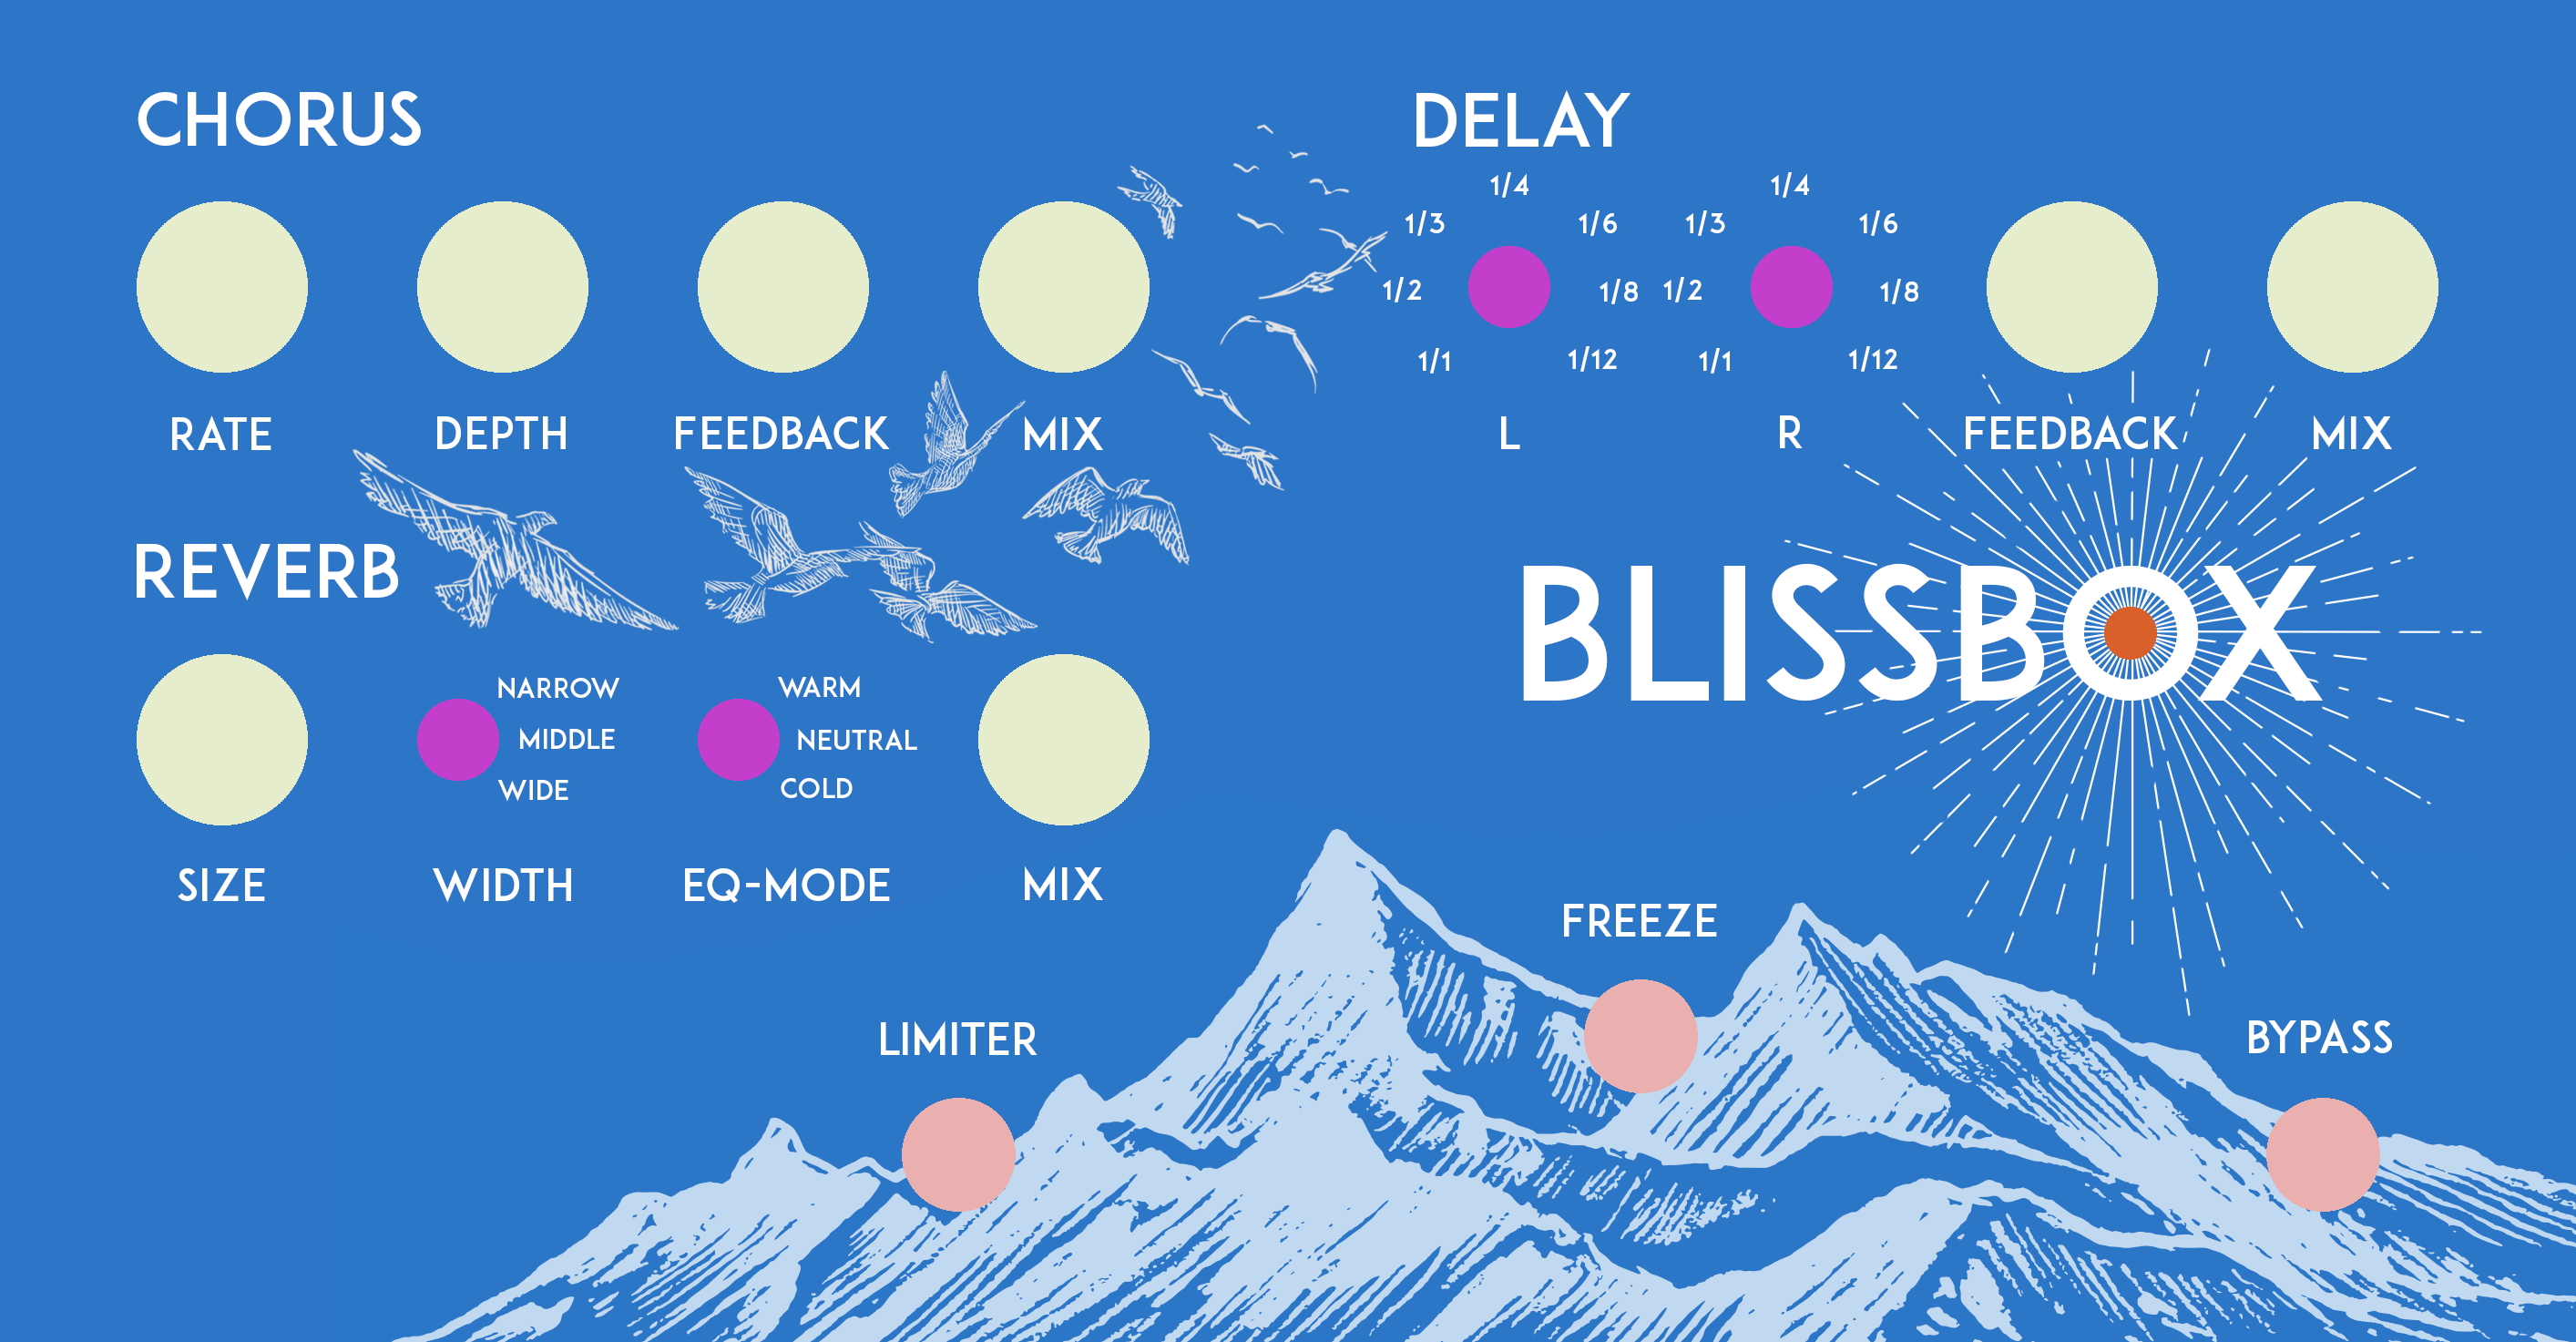 CHORUS
RATE
DEPTH
FEEDBACK
MIX
DELAY
1/1
1/2
1/3
1/4
1/6
1/8
1/12
L
1/1
1/2
1/3
1/4
1/6
1/8
1/12
R
FEEDBACK
MIX
REVERB
SIZE
NARROW
MIDDLE
WIDE
WIDTH
WARM
NEUTRAL
COLD
EQ-MODE
MIX
BLISSBOX
LIMITER
FREEZE
BYPASS